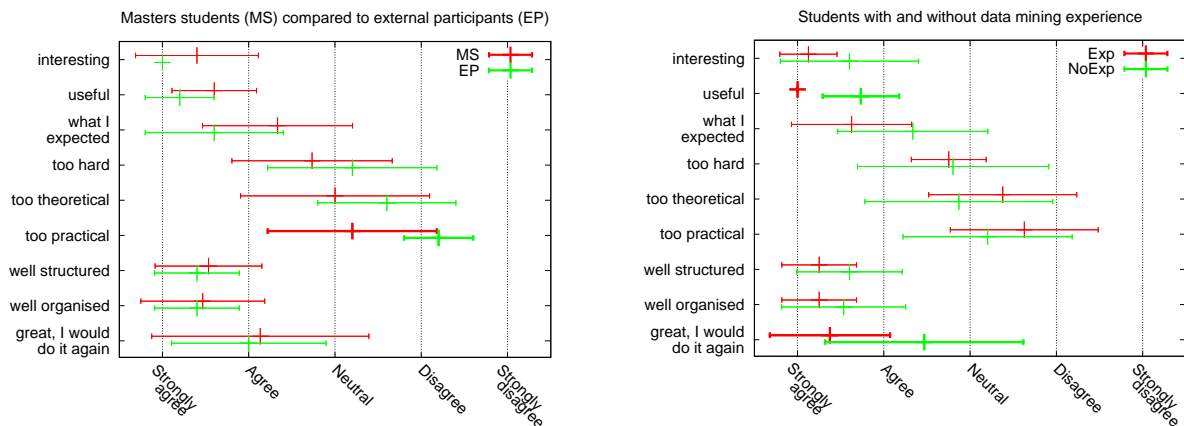 Masters students (MS) compared to external participants (EP)
MS
EP
interesting
useful
what I
expected
too hard
too theoretical
too practical
well structured
well organised
great, I would
do it again
Strongly
agree
Agree
Neutral
Disagree
Strongly
disagree
Students with and without data mining experience
Exp
NoExp
interesting
useful
what I
expected
too hard
too theoretical
too practical
well structured
well organised
great, I would
do it again
Strongly
agree
Agree
Neutral
Disagree
Strongly
disagree